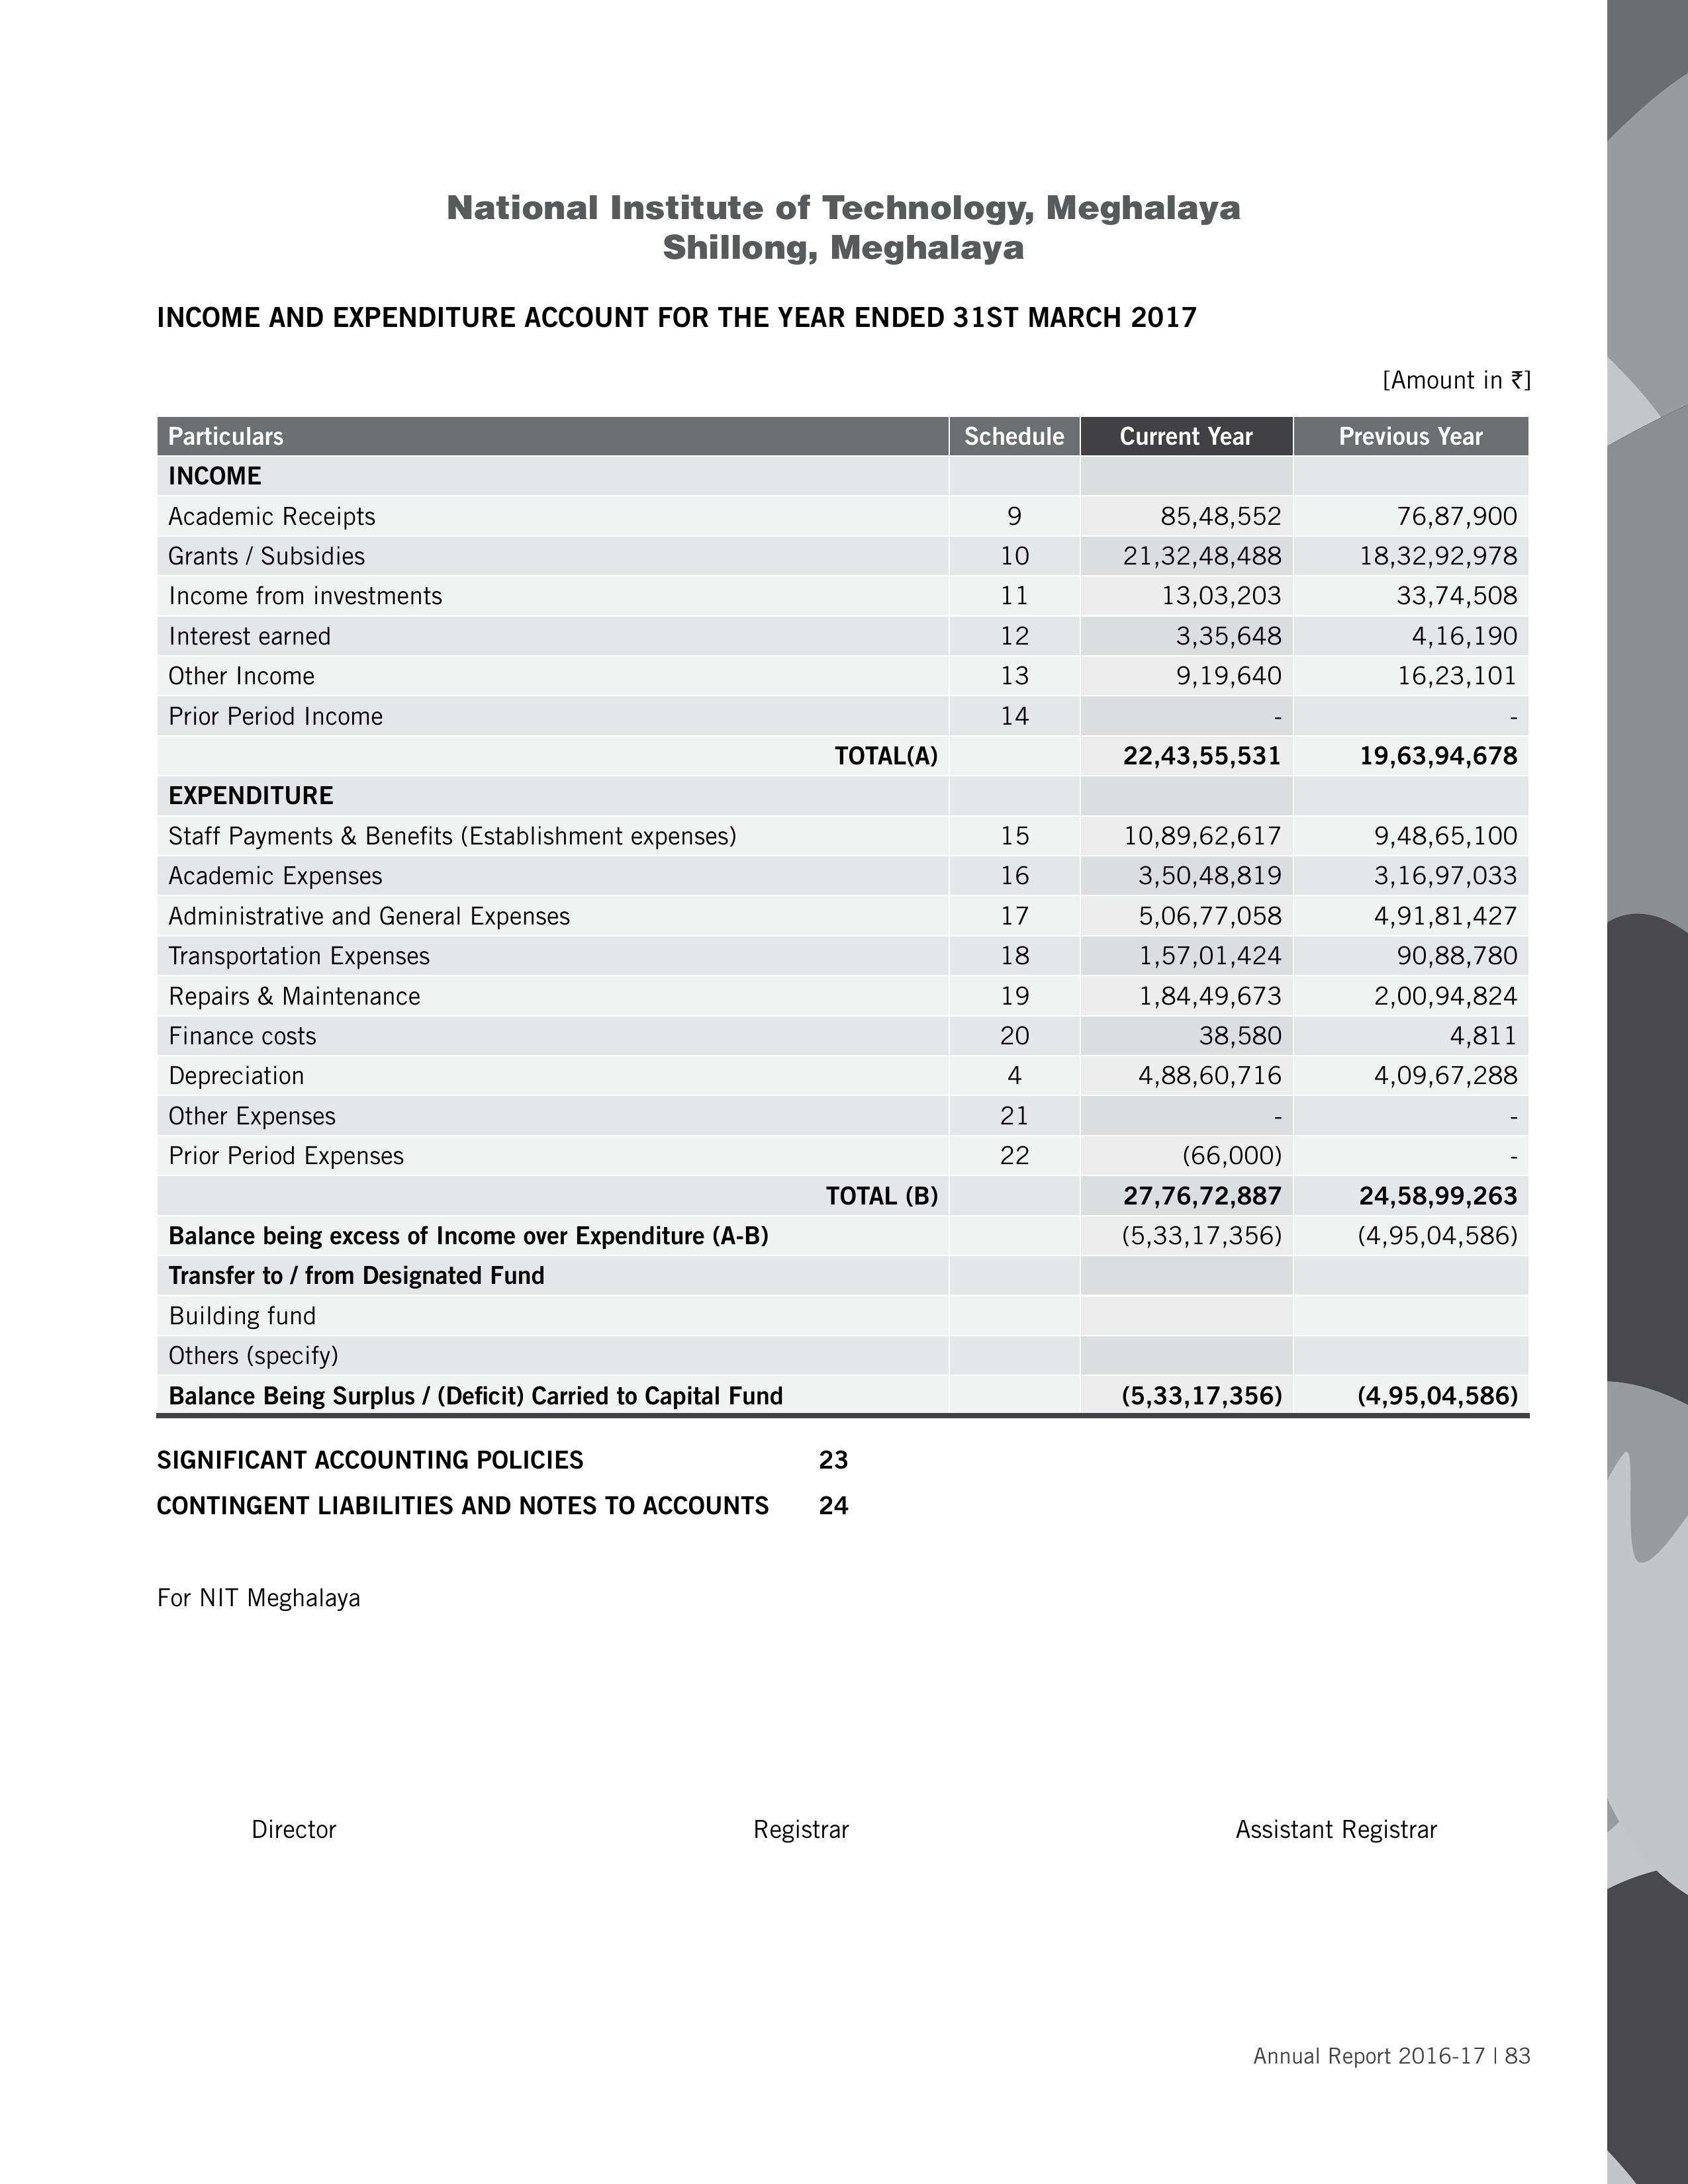 National Institute of Technology, Meghalaya
Shillong, Meghalaya
INCOME AND EXPENDITURE ACCOUNT FOR THE YEAR ENDED 31ST MARCH 2017
[Amount in ₹]
Particulars Schedule Current Year Previous Year
INCOME
Academic Receipts 9 85,48,552 76,87,900
Grants / Subsidies 10 21,32,48,488 18,32,92,978
Income from investments 11 13,03,203 33,74,508
Interest earned 12 3,35,648 4,16,190
Other Income 13 9,19,640 16,23,101
Prior Period Income 14 - -
TOTAL(A) 22,43,55,531 19,63,94,678
EXPENDITURE
Staff Payments & Benefits (Establishment expenses) 15 10,89,62,617 9,48,65,100
Academic Expenses 16 3,50,48,819 3,16,97,033
Administrative and General Expenses 17 5,06,77,058 4,91,81,427
Transportation Expenses 18 1,57,01,424 90,88,780
Repairs & Maintenance 19 1,84,49,673 2,00,94,824
Finance costs 20 38,580 4,811
Depreciation 4 4,88,60,716 4,09,67,288
Other Expenses 21 - -
Prior Period Expenses 22 (66,000) -
TOTAL (B) 27,76,72,887 24,58,99,263
Balance being excess of Income over Expenditure (A-B) (5,33,17,356) (4,95,04,586)
Transfer to / from Designated Fund
Building fund
Others (specify)
Balance Being Surplus / (Deficit) Carried to Capital Fund (5,33,17,356) (4,95,04,586)
SIGNIFICANT ACCOUNTING POLICIES 23
CONTINGENT LIABILITIES AND NOTES TO ACCOUNTS 24
For NIT Meghalaya
Director Registrar Assistant Registrar
Annual Report 2016-17 | 83